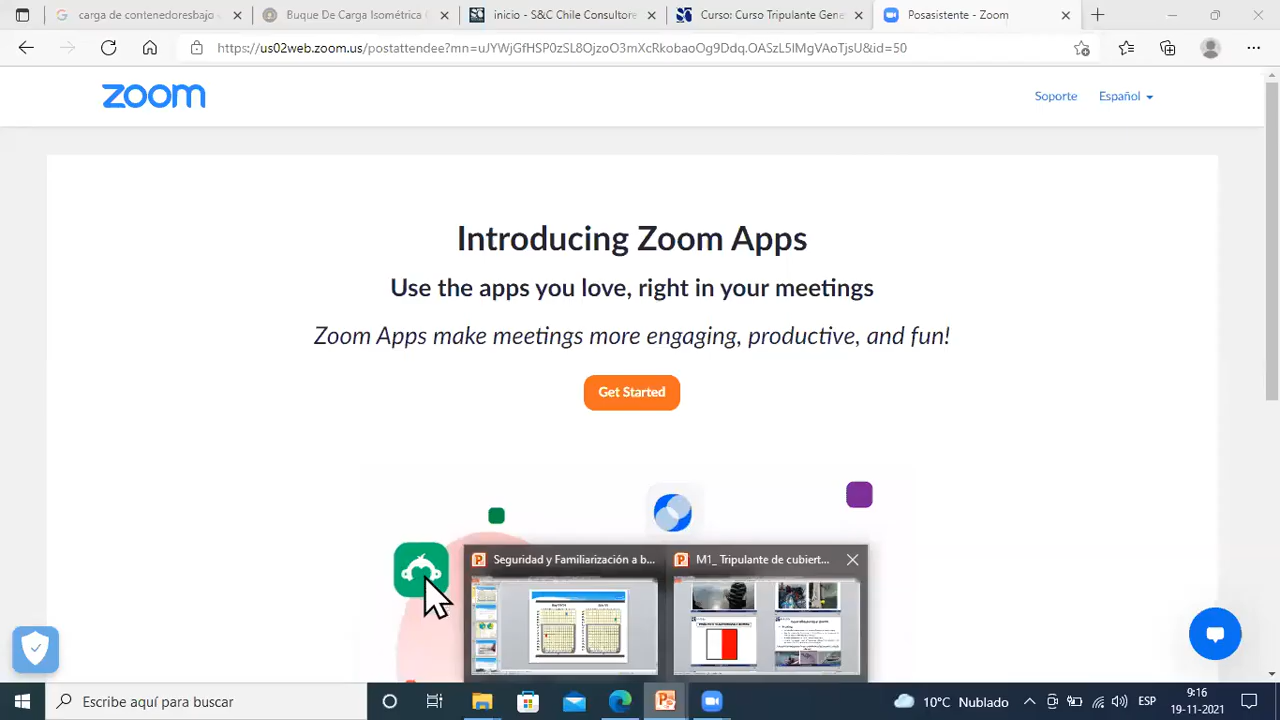 carga de contenedoresbajo c
Buque De Carga Isométrica G
inicio - S&C Chile Consultore
Curso: Curso Tripulante Gene
Posasistente - Zoom
https://us02web.zoom.us/postattendee?mn=uJYWjGfHSP0zSL8OjzoO3mXcRkobaoOg9Ddq.OASzL5IMgVAoTjsU&id=50
zoom
Soporte
Español
Introducing Zoom Apps
Use the apps you love, right in your meetings
Zoom Apps make meetings more engaging, productive, and fun!
Get Started
Seguridad y Familiarización a b...
M1_ Tripulante de cubiert...
Escribe aquí para buscar
10°C Nublado
ESP
9:16
19-11-2021